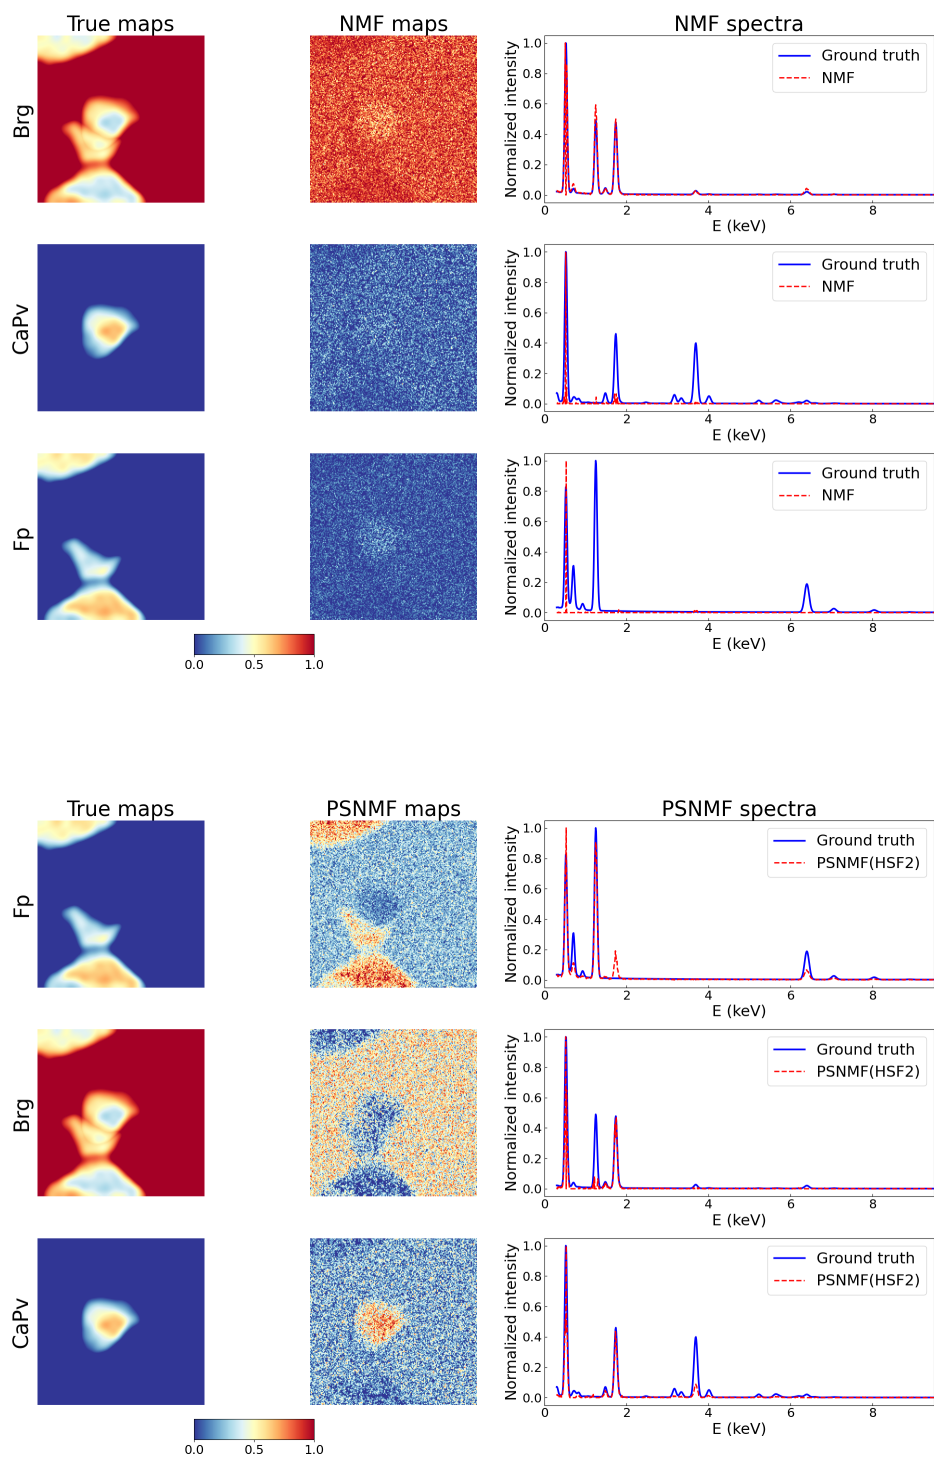 True maps NMF maps NMF spectra
Brg
Normalized intensity
1.0
0.8
0.6
0.4
0.2
0.0
Ground truth
NMF
0 2 4 6 8
E (keV)
CaPv
Normalized intensity
1.0
0.8
0.6
0.4
0.2
0.0
Ground truth
NMF
0 2 4 6 8
E (keV)
Fp
Normalized intensity
1.0
0.8
0.6
0.4
0.2
0.0
Ground truth
NMF
0 2 4 6 8
E (keV)
0.0 0.5 1.0
True maps PSNMF maps PSNMF spectra
Fp
Normalized intensity
1.0
0.8
0.6
0.4
0.2
0.0
Ground truth
PSNMF(HSF2)
0 2 4 6 8
E (keV)
Brg
Normalized intensity
1.0
0.8
0.6
0.4
0.2
0.0
Ground truth
PSNMF(HSF2)
0 2 4 6 8
E (keV)
CaPv
Normalized intensity
1.0
0.8
0.6
0.4
0.2
0.0
Ground truth
PSNMF(HSF2)
0 2 4 6 8
E (keV)
0.0 0.5 1.0